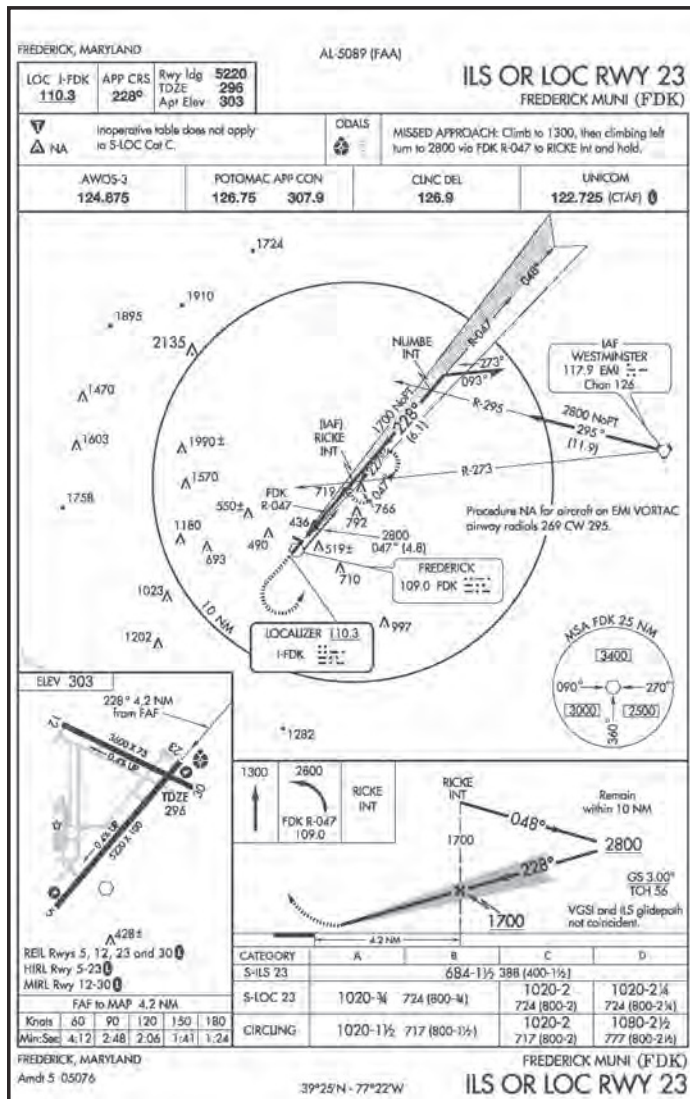 FREDERICK, MARYLAND
AL-5089 (FAA)
ILS OR LOC RWY 23
FREDERICK MUNI (FDK)
LOC I-FDK
110.3
APP CRS
228°
Rwy ldg 5220
TDZE 296
Apt Elev 303
T
A NA
Inoperative table does not apply
to S-LOC Cat C.
ODALS
MISSED APPROACH: Climb to 1300, then climbing left
turn to 2800 via FDK R-047 to RICKE Int and hold.
AWOS-3
124.875
POTOMAC APP CON
126.75 307.9
CLNC DEL
126.9
UNICOM
122.725 (CTAF) L
1724
1910
1895
2135
1470
1603
1990±
1570
1758
1180
693
550±
490
1023
1202
436
719
766
792
519±
710
997
1282
10 NM
048°
R-047
NUMBE
INT
273°
093°
1700 NoPT
228°
(6.1)
R-295
IAF
WESTMINSTER
117.9 EMI
Chan 126
2800 NoPT
295°
(11.9)
R-273
(IAF)
RICKE
INT
227°
047°
FDK
R-047
2800
047° (4.8)
Procedure NA for aircraft on EMI VORTAC
airway radials 269 CW 295.
FREDERICK
109.0 FDK
LOCALIZER 110.3
I-FDK
MSA FDK 25 NM
3400
090°
270°
3000
2500
360°
ELEV 303
228° 4.2 NM
from FAF
12
3600 X 75
0.4% UP
23
30
TDZE
296
0.4% UP
5220 X 100
5
428±
REIL Rwys 5, 12, 23 and 30 L
HIRL Rwy 5-23 L
MIRL Rwy 12-30 L
FAF to MAP 4.2 NM
Knots 60 90 120 150 180
Min:Sec 4:12 2:48 2:06 1:41 1:24
1300
2800
FDK R-047
109.0
RICKE
INT
RICKE
INT
Remain
within 10 NM
048°
2800
1700
228°
1700
GS 3.00°
TCH 56
VGSI and ILS glidepath
not coincident.
4.2 NM
CATEGORY A B C D
S-ILS 23 684-1½ 388 (400-1½)
S-LOC 23 1020-¾ 724 (800-¾) 1020-2 724 (800-2) 1020-2¼ 724 (800-2¼)
CIRCLING 1020-1½ 717 (800-1½) 1020-2 717 (800-2) 1080-2½ 777 (800-2½)
FREDERICK, MARYLAND
Amdt 5 05076
39°25'N - 77°22'W
FREDERICK MUNI (FDK)
ILS OR LOC RWY 23